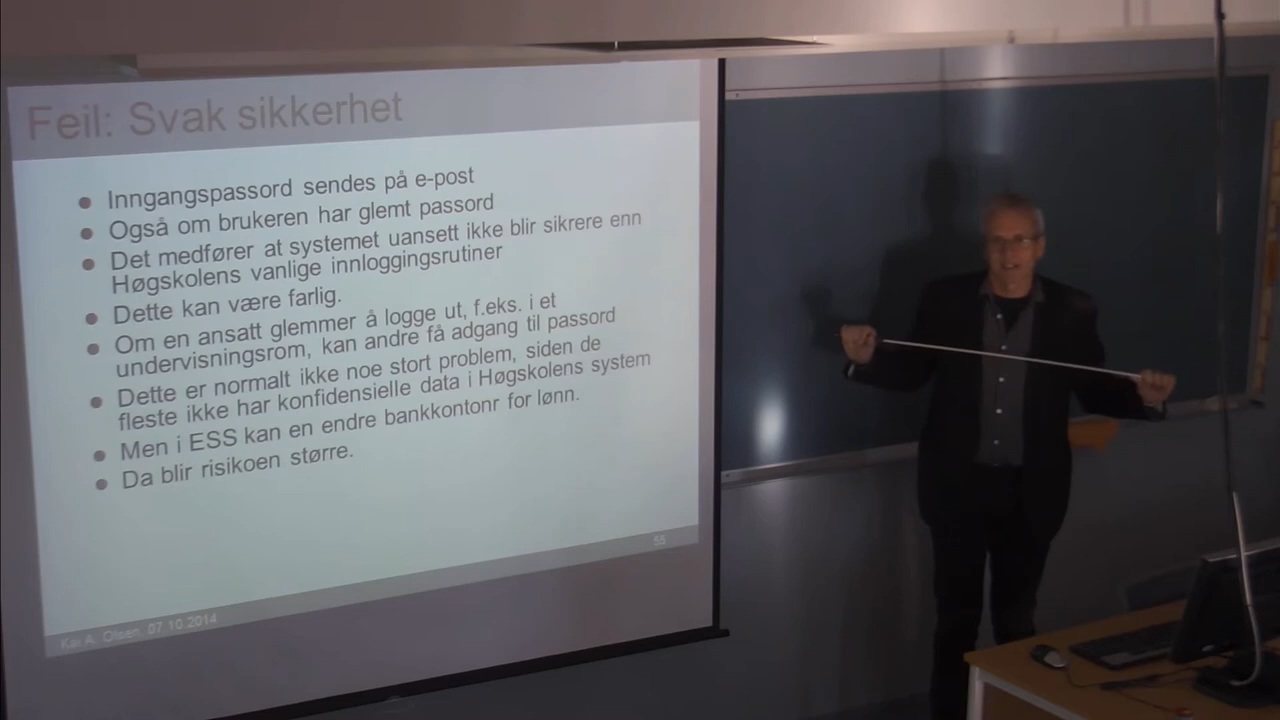 Feil: Svak sikkerhet
Inngangspassord sendes på e-post
Også om brukeren har glemt passord
Det medfører at systemet uansett ikke blir sikrere enn
Høgskolens vanlige innloggingsrutiner
Dette kan være farlig.
Om en ansatt glemmer å logge ut, f.eks. i et
undervisningsrom, kan andre få adgang til passord
Dette er normalt ikke noe stort problem, siden de
fleste ikke har konfidensielle data i Høgskolens system
Men i ESS kan en endre bankkontonr for lønn.
Da blir risikoen større.
55
Kai A. Olsen, 07.10.2014